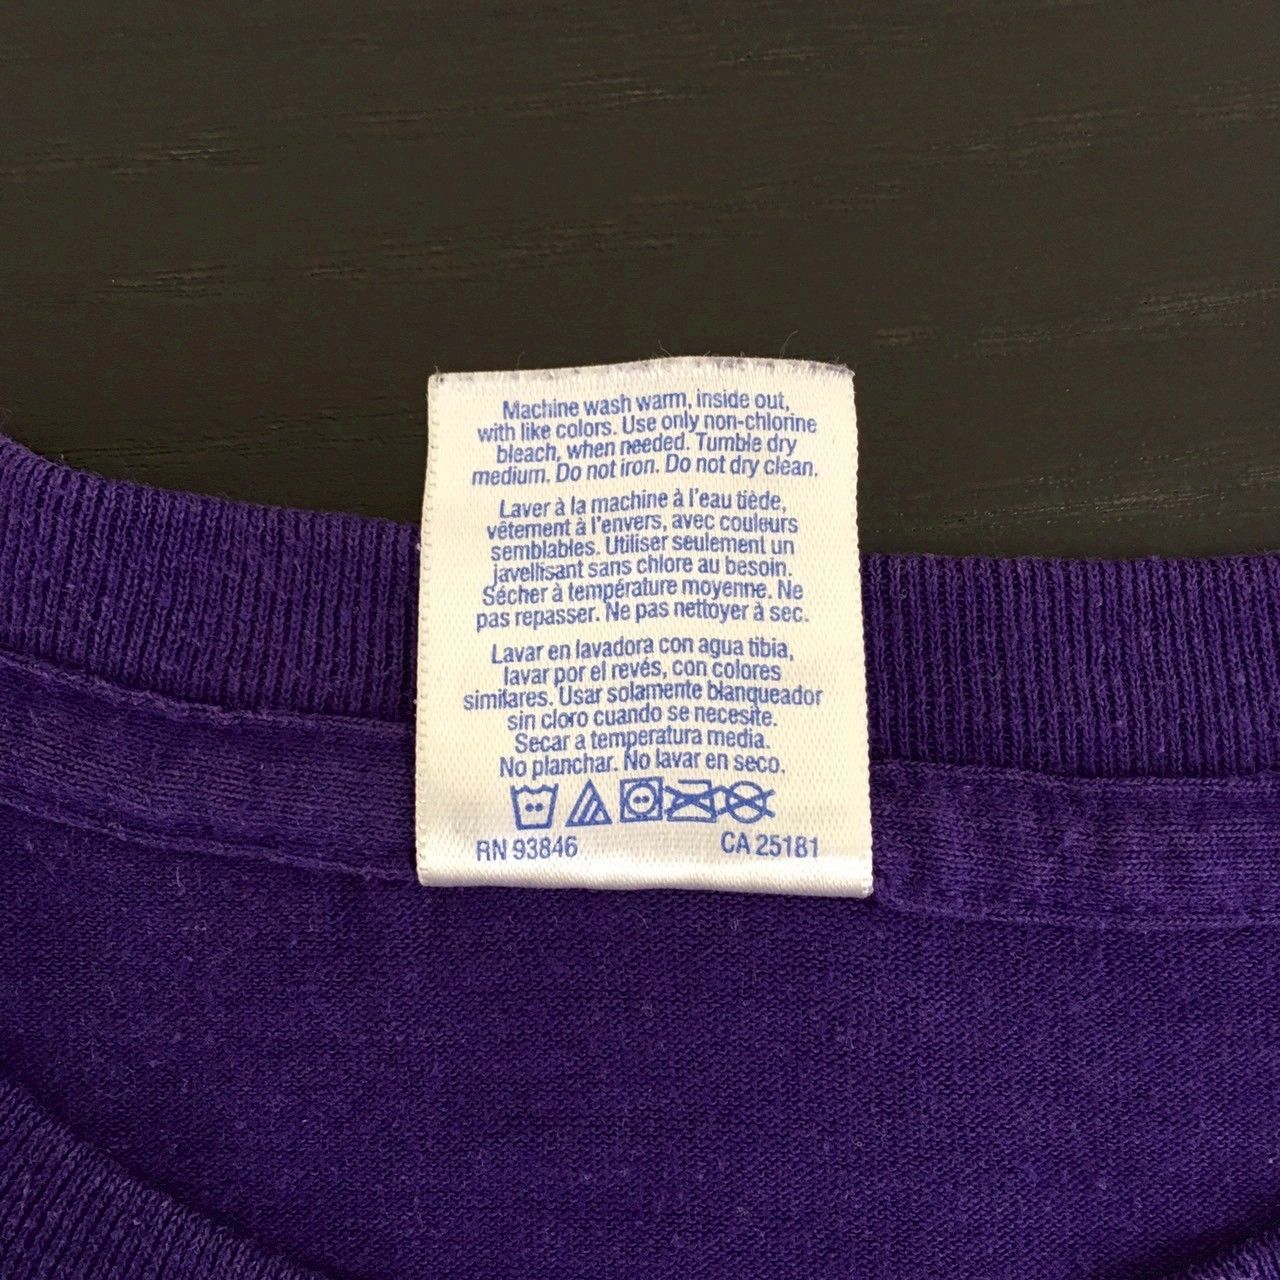 Machine wash warm, inside out,
with like colors. Use only non-chlorine
bleach, when needed. Tumble dry
medium. Do not iron. Do not dry clean.
Laver à la machine à l'eau tiède,
vêtement à l'envers, avec couleurs
semblables. Utiliser seulement un
javellisant sans chlore au besoin.
Sécher à température moyenne. Ne
pas repasser. Ne pas nettoyer à sec.
Lavar en lavadora con agua tibia,
lavar por el revés, con colores
similares. Usar solamente blanqueador
sin cloro cuando se necesite.
Secar a temperatura media.
No planchar. No lavar en seco.
RN 93846 CA 25181